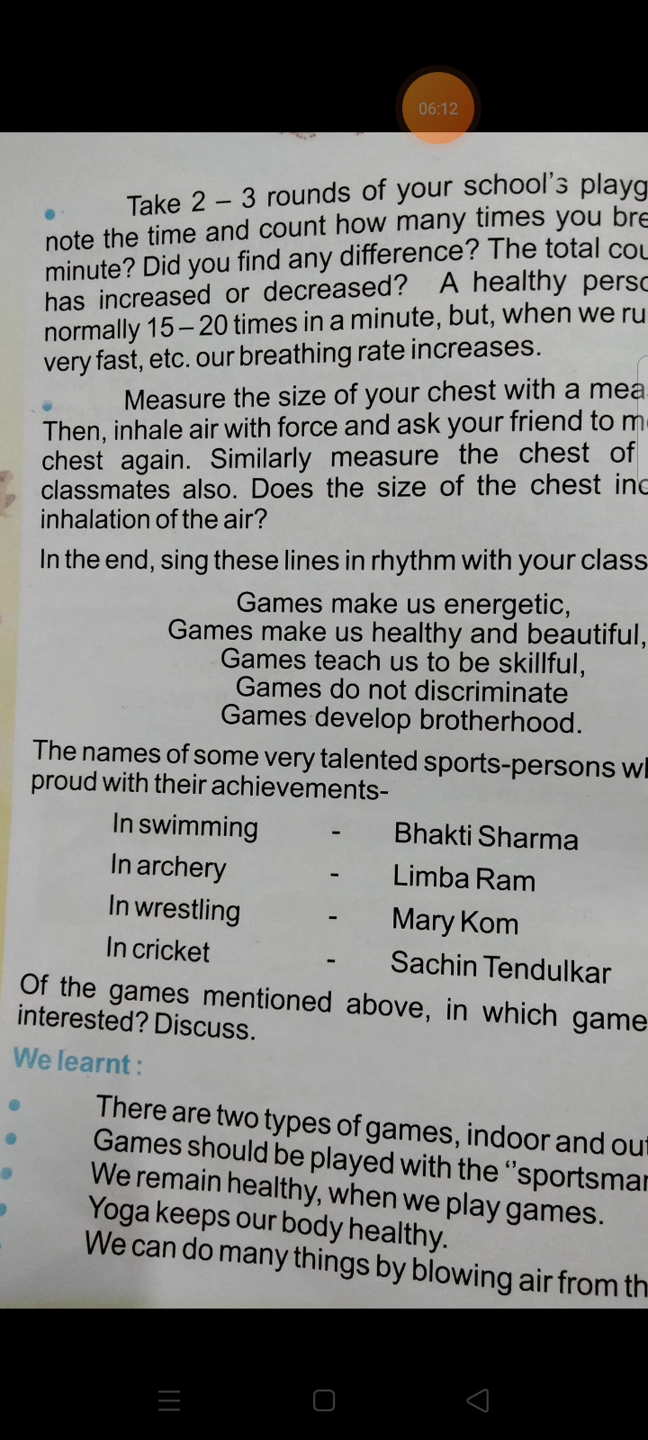 06:12
Take 2 – 3 rounds of your school's playg
note the time and count how many times you bre
minute? Did you find any difference? The total cou
has increased or decreased? A healthy perso
normally 15 – 20 times in a minute, but, when we ru
very fast, etc. our breathing rate increases.
Measure the size of your chest with a mea
Then, inhale air with force and ask your friend to m
chest again. Similarly measure the chest of
classmates also. Does the size of the chest inc
inhalation of the air?
In the end, sing these lines in rhythm with your class
Games make us energetic,
Games make us healthy and beautiful,
Games teach us to be skillful,
Games do not discriminate
Games develop brotherhood.
The names of some very talented sports-persons wh
proud with their achievements-
In swimming - Bhakti Sharma
In archery - Limba Ram
In wrestling - Mary Kom
In cricket - Sachin Tendulkar
Of the games mentioned above, in which game
interested? Discuss.
We learnt :
There are two types of games, indoor and out
Games should be played with the ‘’sportsman
We remain healthy, when we play games.
Yoga keeps our body healthy.
We can do many things by blowing air from th